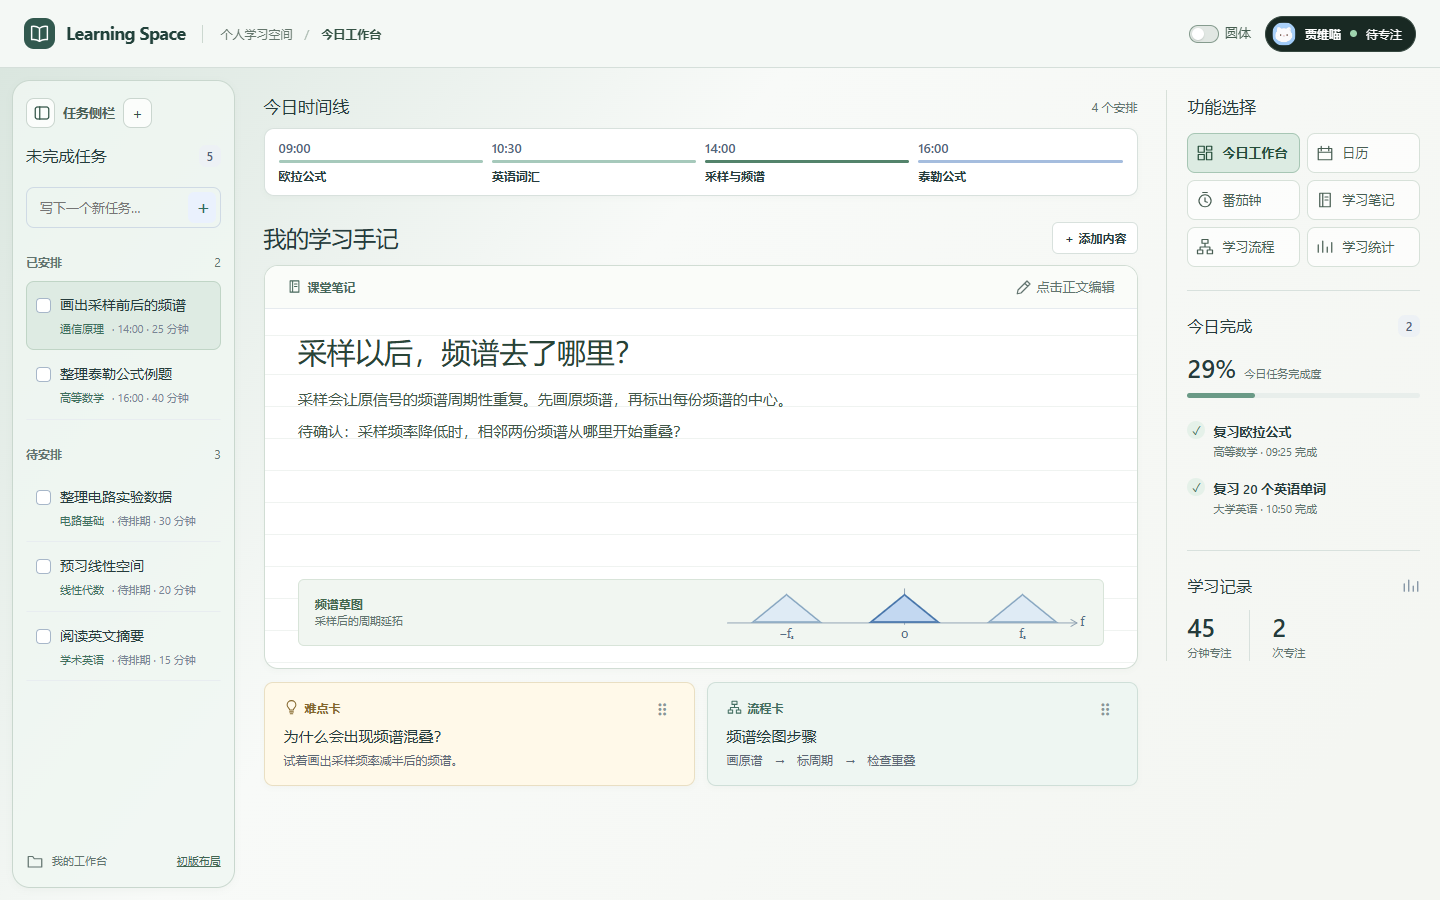 Learning Space
个人学习空间 / 今日工作台
圆体
贾维喵 待专注
任务侧栏 +
未完成任务 5
写下一个新任务... +
已安排 2
画出采样前后的频谱
通信原理 · 14:00 · 25 分钟
整理泰勒公式例题
高等数学 · 16:00 · 40 分钟
待安排 3
整理电路实验数据
电路基础 · 待排期 · 30 分钟
预习线性空间
线性代数 · 待排期 · 20 分钟
阅读英文摘要
学术英语 · 待排期 · 15 分钟
我的工作台 初版布局
今日时间线 4 个安排
09:00 10:30 14:00 16:00
欧拉公式 英语词汇 采样与频谱 泰勒公式
我的学习手记 + 添加内容
课堂笔记 点击正文编辑
采样以后，频谱去了哪里？
采样会让原信号的频谱周期性重复。先画原频谱，再标出每份频谱的中心。
待确认：采样频率降低时，相邻两份频谱从哪里开始重叠？
频谱草图
采样后的周期延拓
−fₛ 0 fₛ f
难点卡
为什么会出现频谱混叠？
试着画出采样频率减半后的频谱。
流程卡
频谱绘图步骤
画原谱 → 标周期 → 检查重叠
功能选择
今日工作台 日历
番茄钟 学习笔记
学习流程 学习统计
今日完成 2
29% 今日任务完成度
复习欧拉公式
高等数学 · 09:25 完成
复习 20 个英语单词
大学英语 · 10:50 完成
学习记录
45 2
分钟专注 次专注